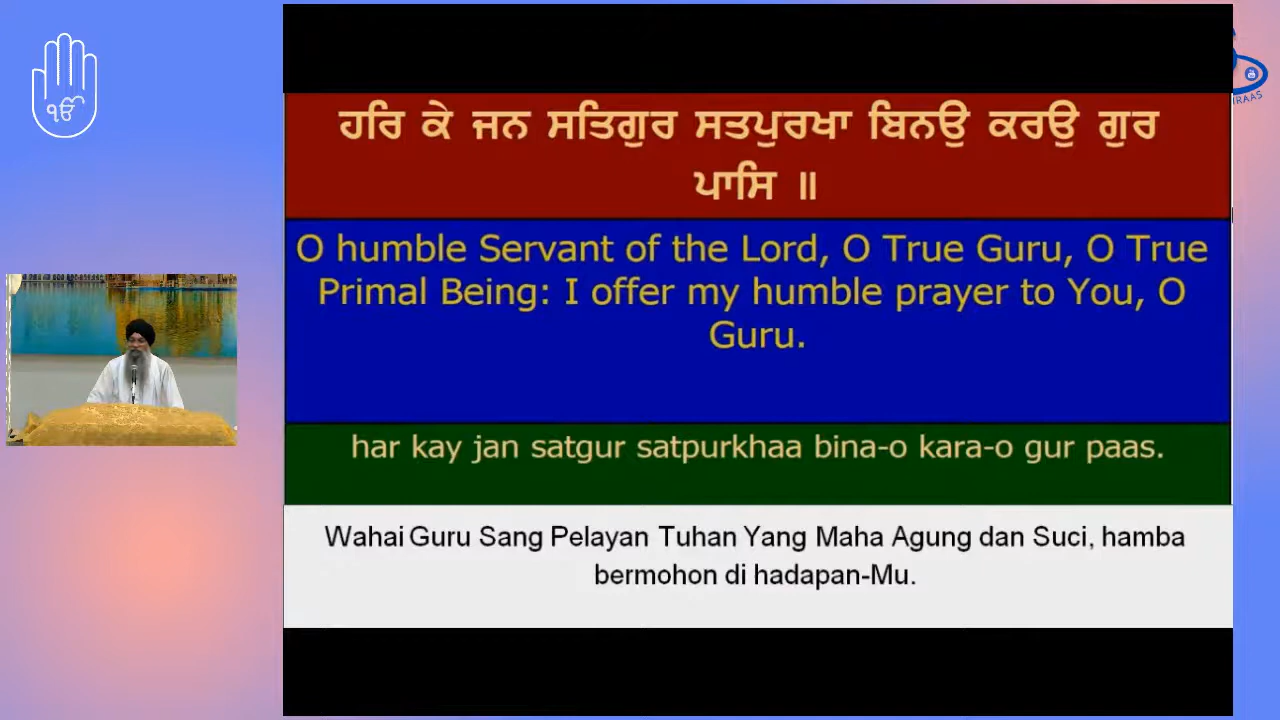 ੴ
ਹਰਿ ਕੇ ਜਨ ਸਤਿਗੁਰ ਸਤਪੁਰਖਾ ਬਿਨਉ ਕਰਉ ਗੁਰ
ਪਾਸਿ ॥
O humble Servant of the Lord, O True Guru, O True
Primal Being: I offer my humble prayer to You, O
Guru.
har kay jan satgur satpurkhaa bina-o kara-o gur paas.
Wahai Guru Sang Pelayan Tuhan Yang Maha Agung dan Suci, hamba
bermohon di hadapan-Mu.